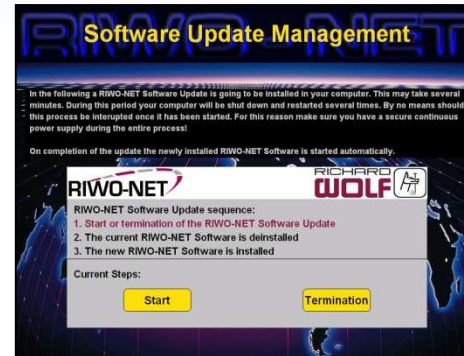 RIWO-NET
Software Update Management
In the following a RIWO-NET Software Update is going to be installed in your computer. This may take several
minutes. During this period your computer will be shut down and restarted several times. By no means should
this process be interupted once it has been started. For this reason make sure you have a secure continuous
power supply during the entire process!
On completion of the update the newly installed RIWO-NET Software is started automatically.
RIWO-NET
RICHARD
WOLF
RIWO-NET Software Update sequence:
1. Start or termination of the RIWO-NET Software Update
2. The current RIWO-NET Software is deinstalled
3. The new RIWO-NET Software is installed
Current Steps:
Start
Termination